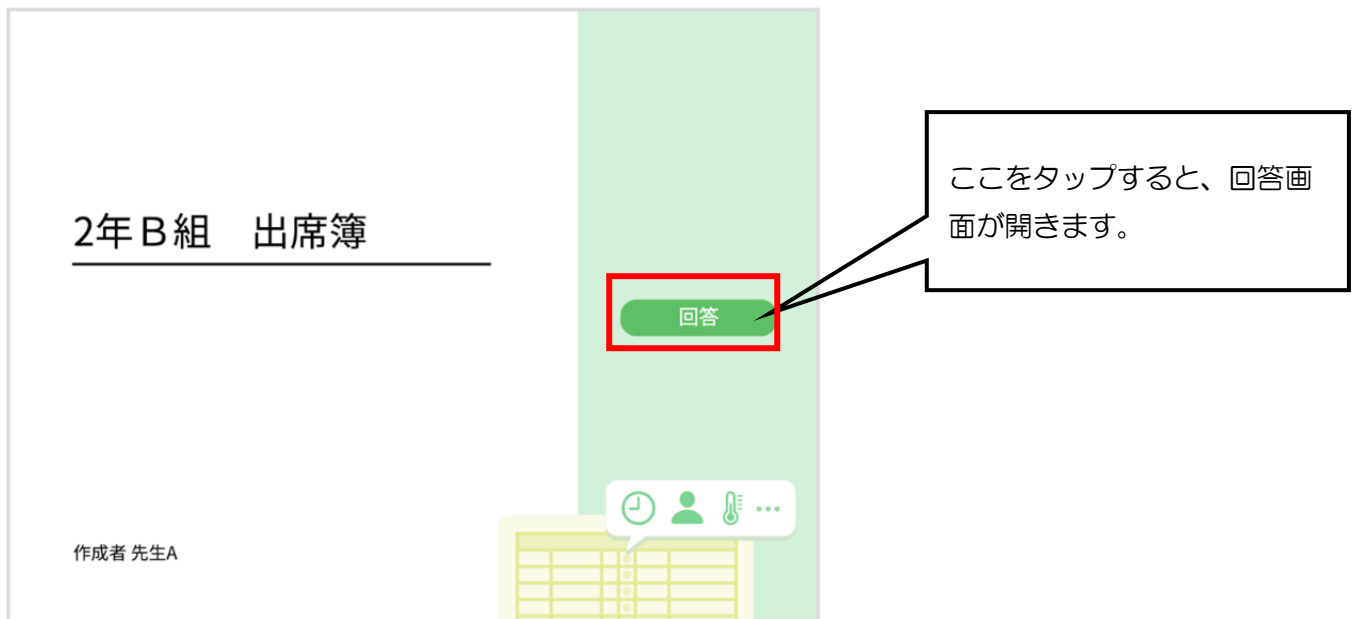 2年Ｂ組　出席簿
作成者 先生A
回答
ここをタップすると、回答画
面が開きます。